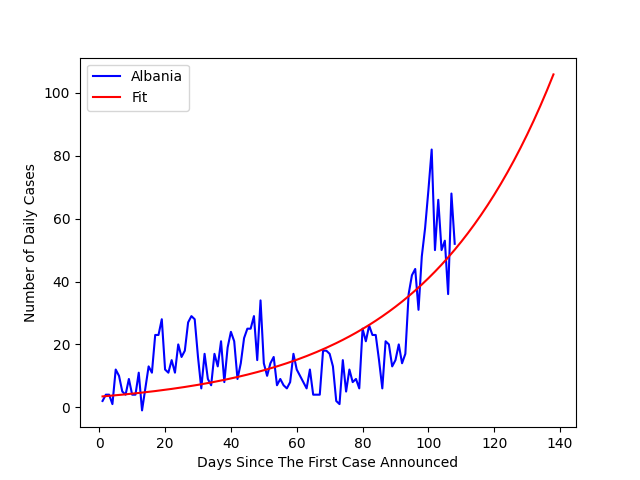 Albania
Fit
Number of Daily Cases
100
80
60
40
20
0
0 20 40 60 80 100 120 140
Days Since The First Case Announced